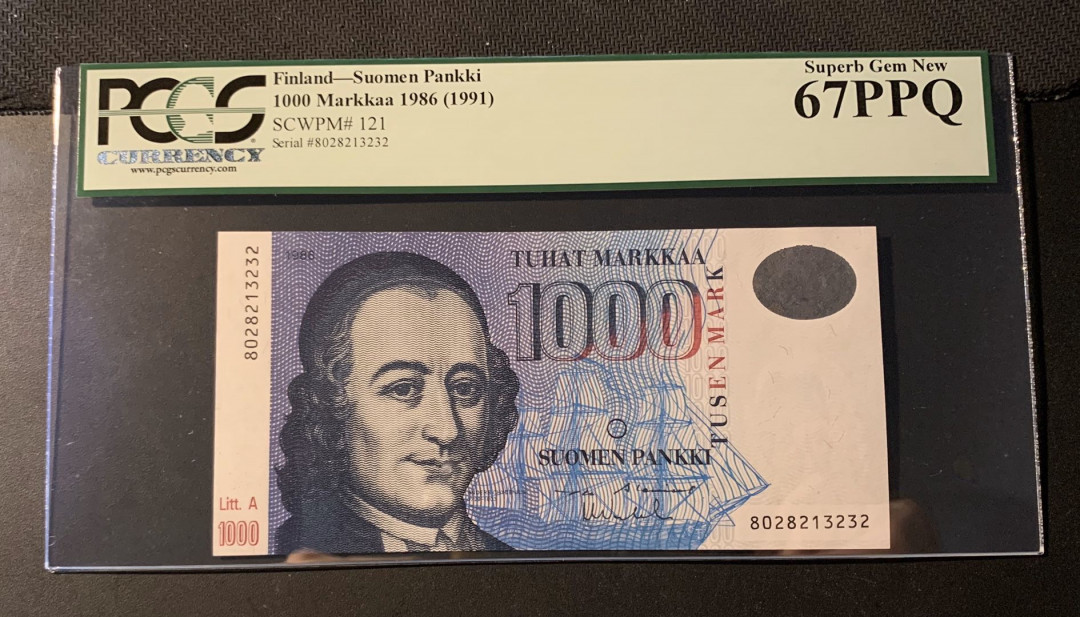 PCGS
CURRENCY
www.pcgscurrency.com
Finland—Suomen Pankki
1000 Markkaa 1986 (1991)
SCWPM# 121
Serial #8028213232
Superb Gem New
67PPQ
8028213232
1986
TUHAT MARKKAA
1000
TUSEN MARK
SUOMEN PANKKI
Litt. A
1000
8028213232